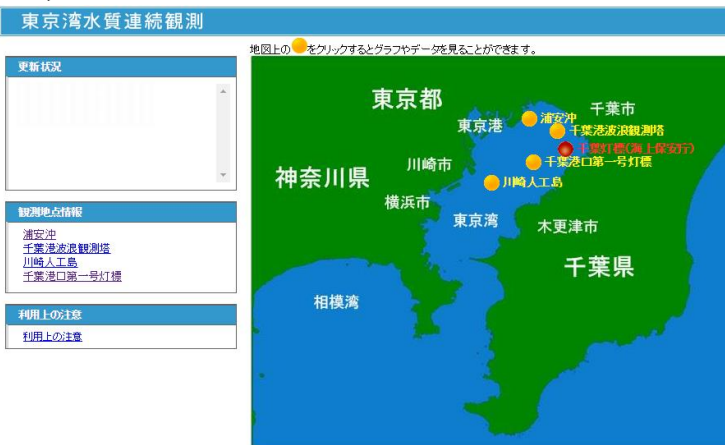 東京湾水質連続観測
地図上の をクリックするとグラフやデータを見ることができます。
更新状況
観測地点情報
浦安沖
千葉港波浪観測塔
川崎人工島
千葉港口第一号灯標
利用上の注意
利用上の注意
東京都
千葉市
浦安沖
東京港
千葉港波浪観測塔
千葉灯標(海上保安庁)
川崎市
千葉港口第一号灯標
神奈川県
川崎人工島
横浜市
東京湾
木更津市
千葉県
相模湾